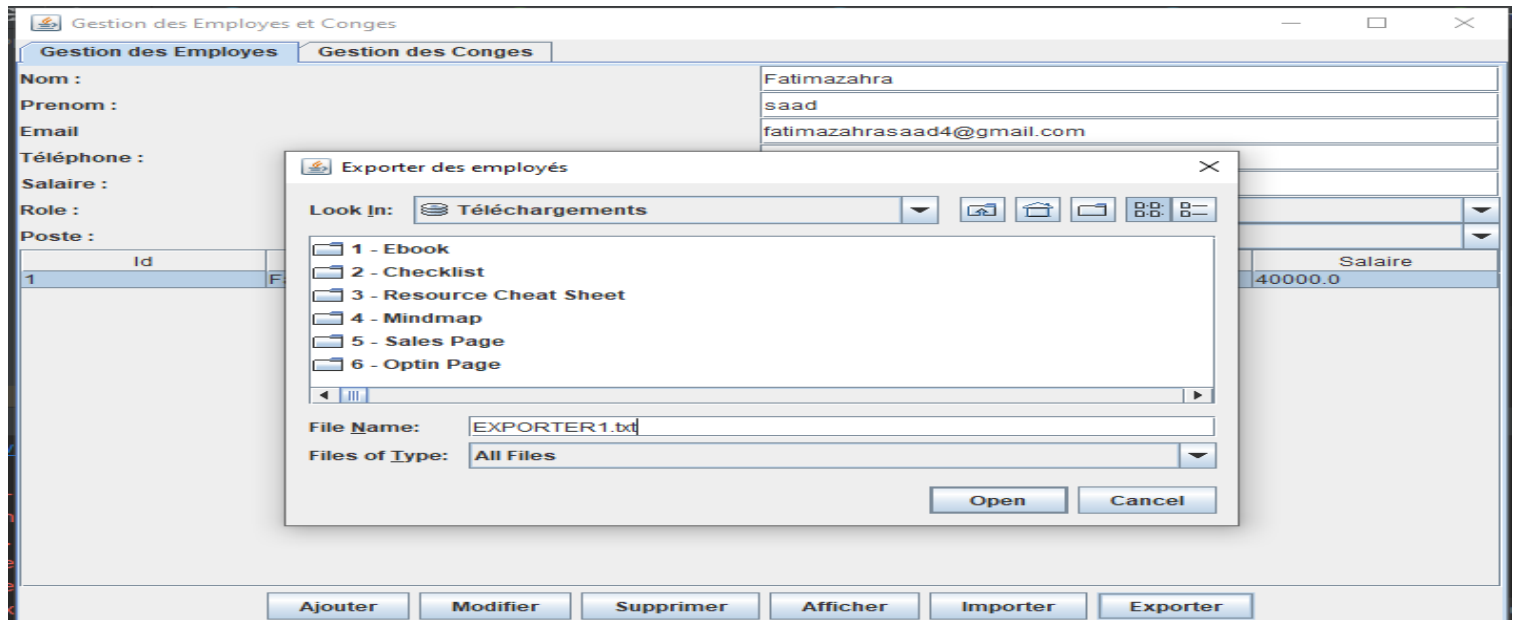 Gestion des Employes et Conges
Gestion des Employes Gestion des Conges
Nom : Fatimazahra
Prenom : saad
Email fatimazahrasaad4@gmail.com
Téléphone :
Salaire :
Role :
Poste :
Id Salaire
1 40000.0
Exporter des employés
Look In: Téléchargements
1 - Ebook
2 - Checklist
3 - Resource Cheat Sheet
4 - Mindmap
5 - Sales Page
6 - Optin Page
File Name: EXPORTER1.txt
Files of Type: All Files
Open Cancel
Ajouter Modifier Supprimer Afficher Importer Exporter